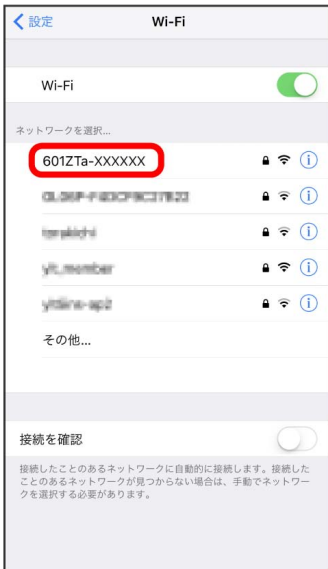 設定
Wi-Fi
Wi-Fi
ネットワークを選択...
601ZTa-XXXXXX
その他...
接続を確認
接続したことのあるネットワークに自動的に接続します。接続した
ことのあるネットワークが見つからない場合は、手動でネットワー
クを選択する必要があります。